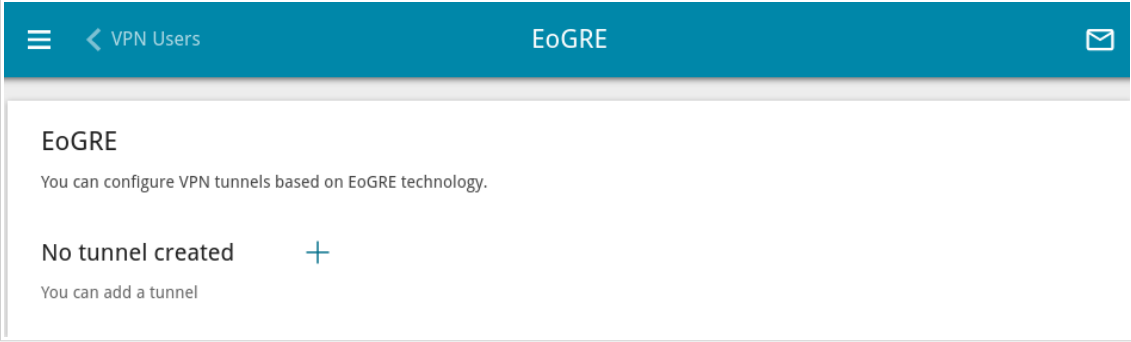 VPN Users
EoGRE
EoGRE
You can configure VPN tunnels based on EoGRE technology.
No tunnel created
You can add a tunnel